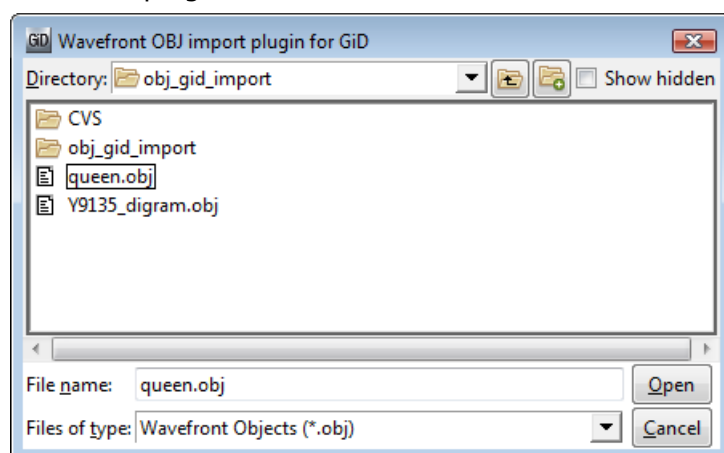 GiD Wavefront OBJ import plugin for GiD
Directory: obj_gid_import Show hidden
CVS
obj_gid_import
queen.obj
Y9135_digram.obj
File name: queen.obj Open
Files of type: Wavefront Objects (*.obj) Cancel